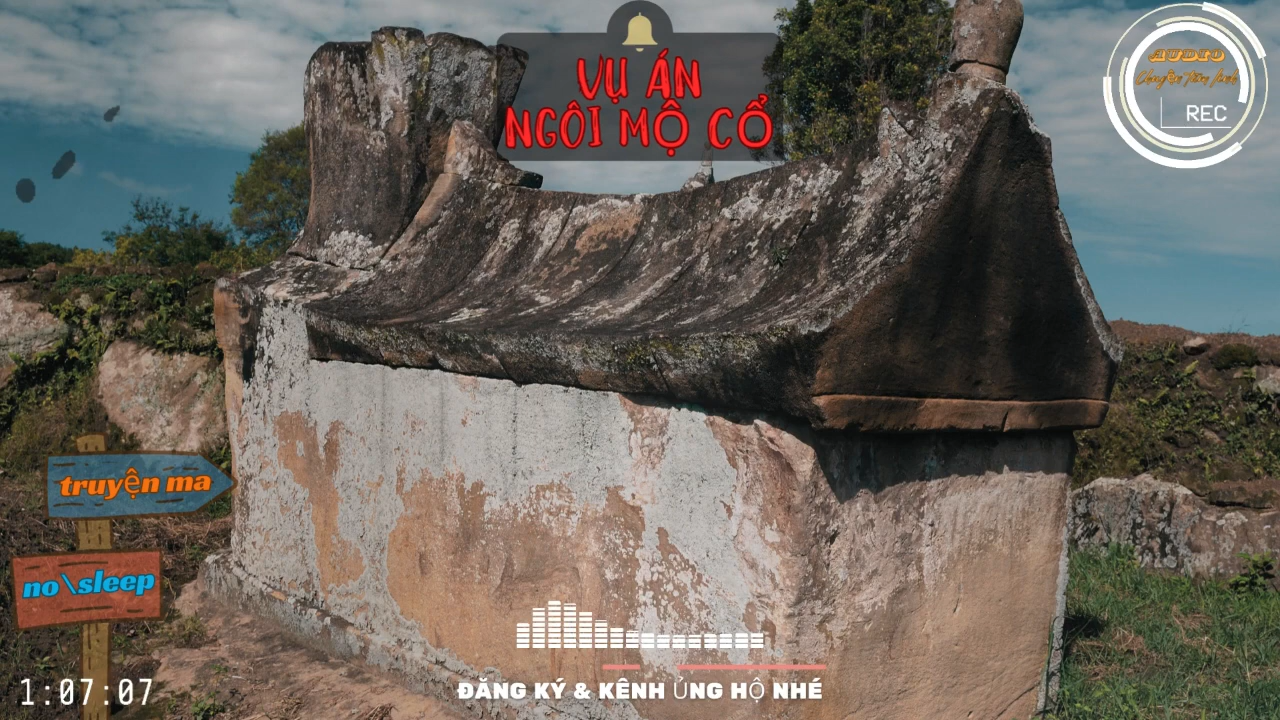 VỤ ÁN
NGÔI MỘ CỔ
AUDIO
REC
truyện ma
no\sleep
1:07:07
ĐĂNG KÝ & KÊNH ỦNG HỘ NHÉ